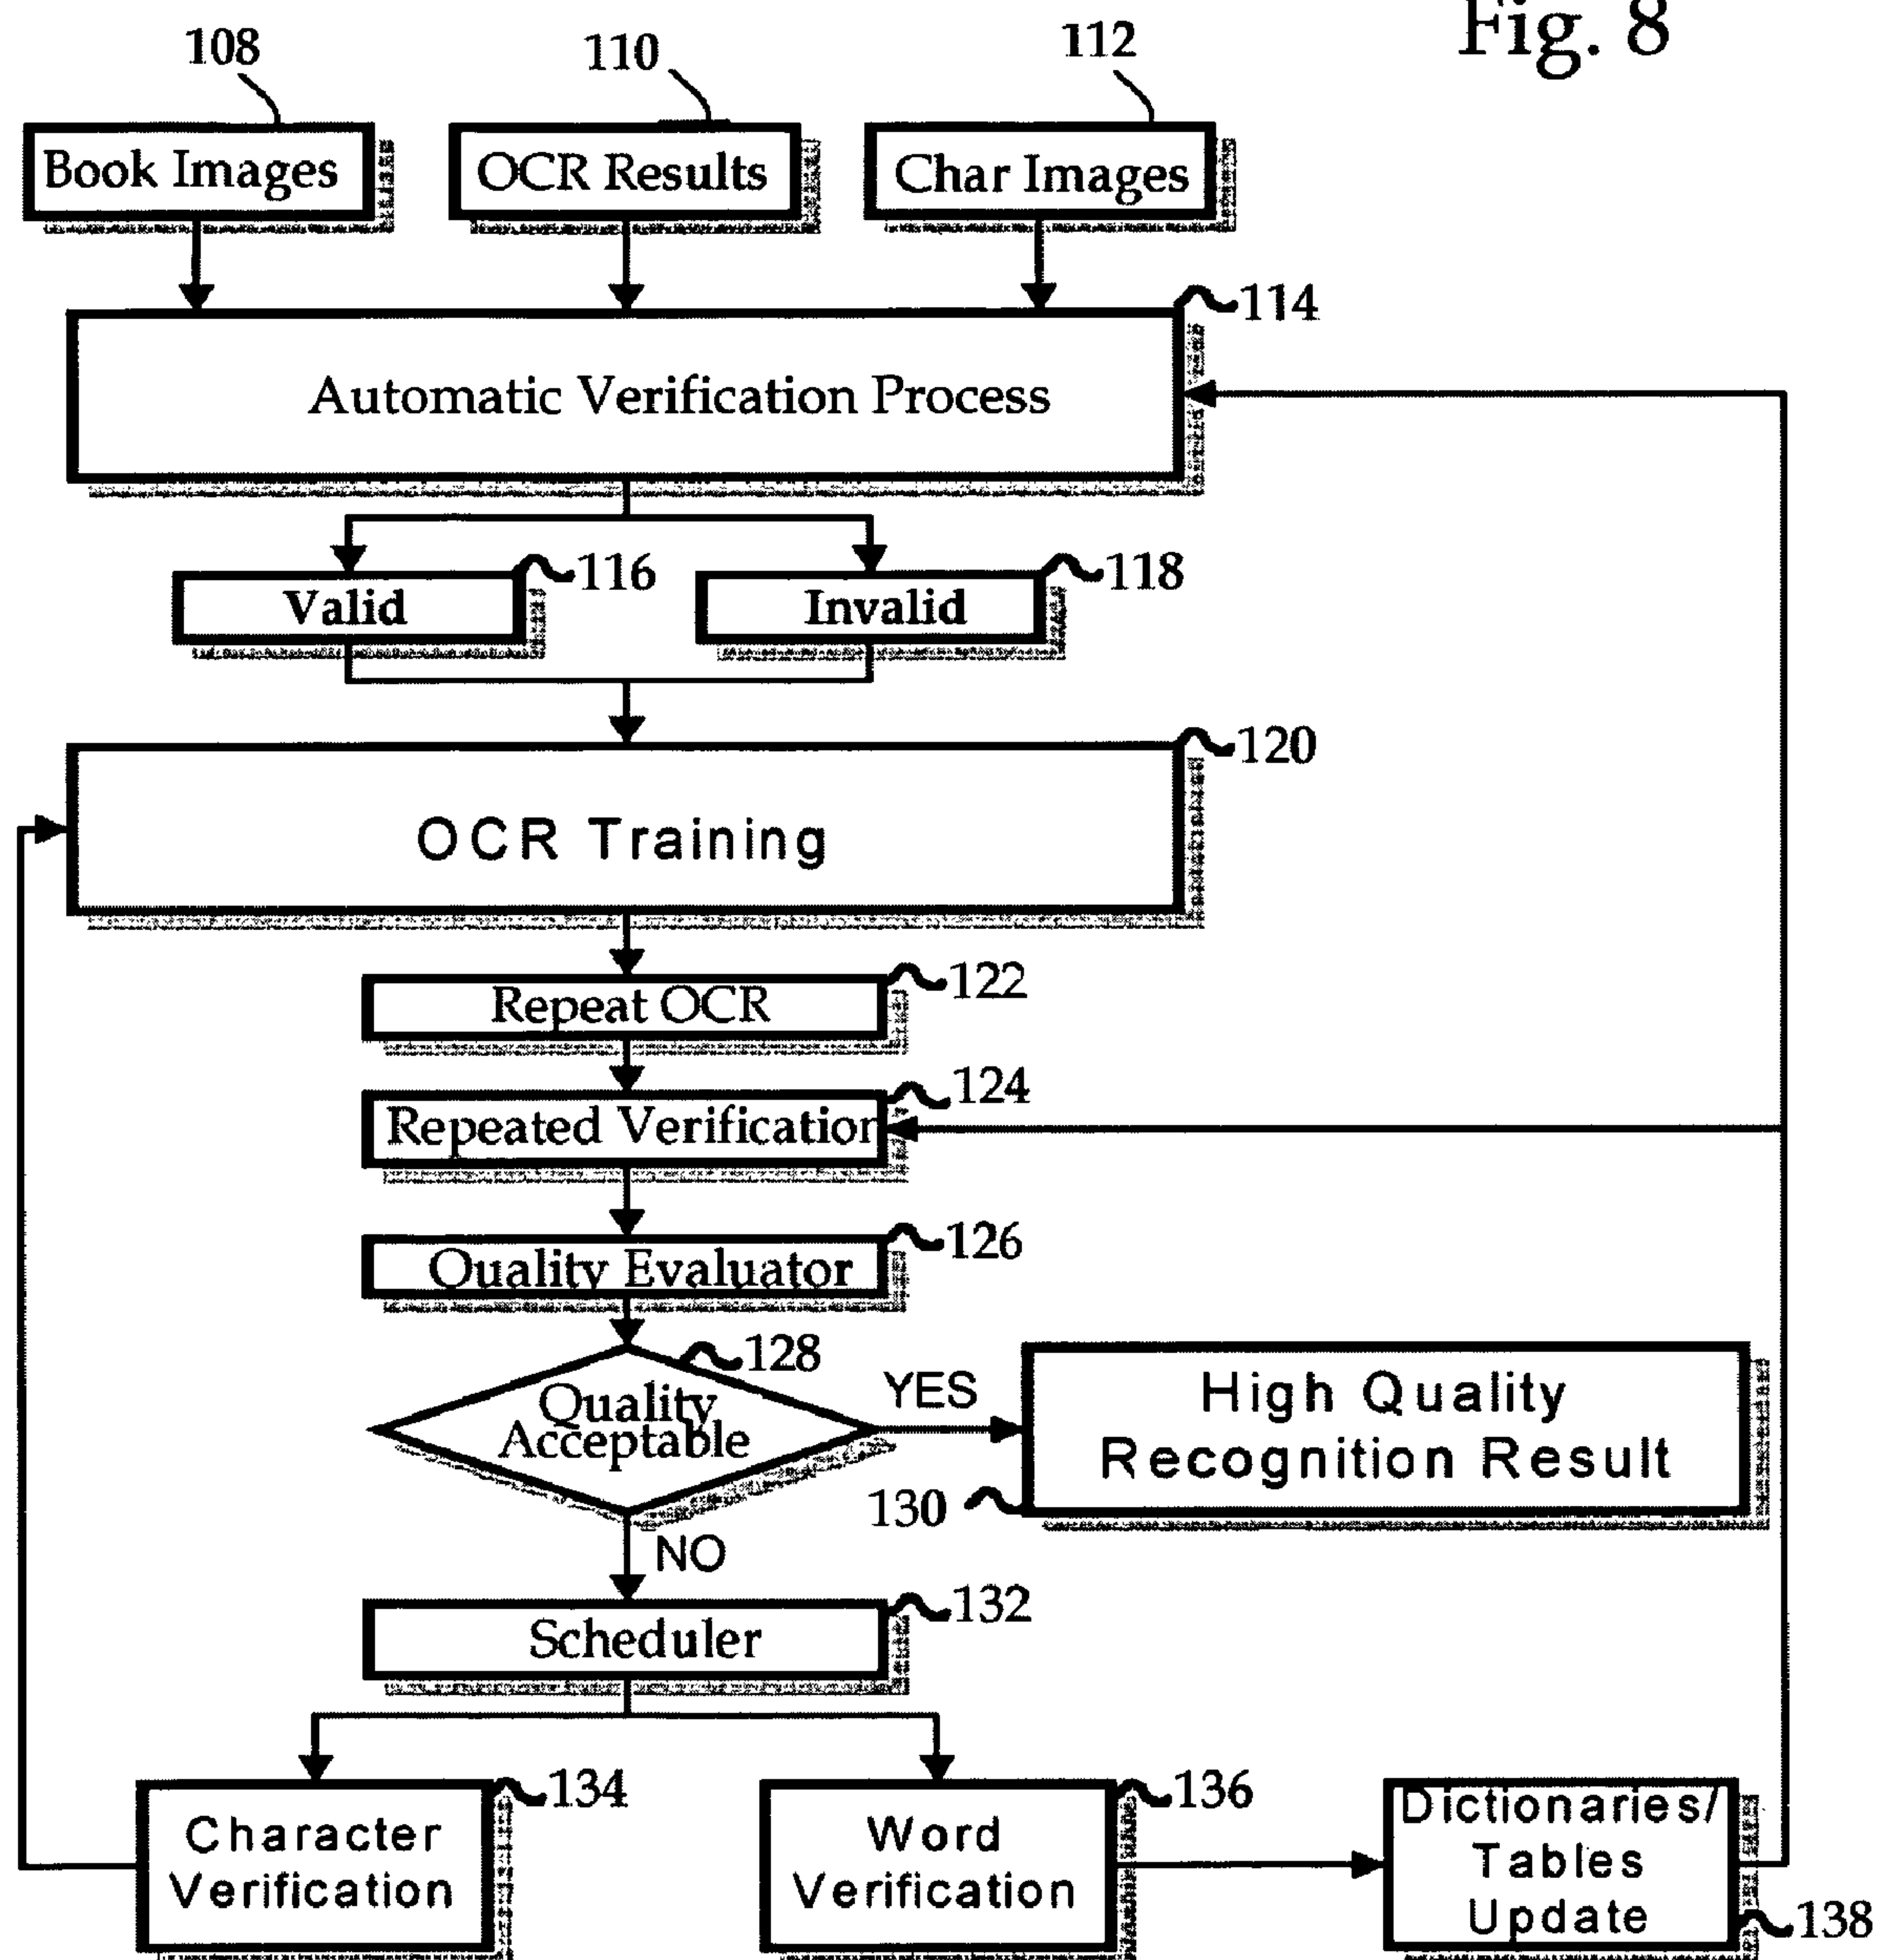 Fig. 8
108
110
112
Book Images
OCR Results
Char Images
114
Automatic Verification Process
116
118
Valid
Invalid
120
OCR Training
122
Repeat OCR
124
Repeated Verification
126
Quality Evaluator
128
Quality
Acceptable
YES
High Quality
Recognition Result
130
NO
132
Scheduler
134
136
Character
Verification
Word
Verification
Dictionaries/
Tables
Update
138